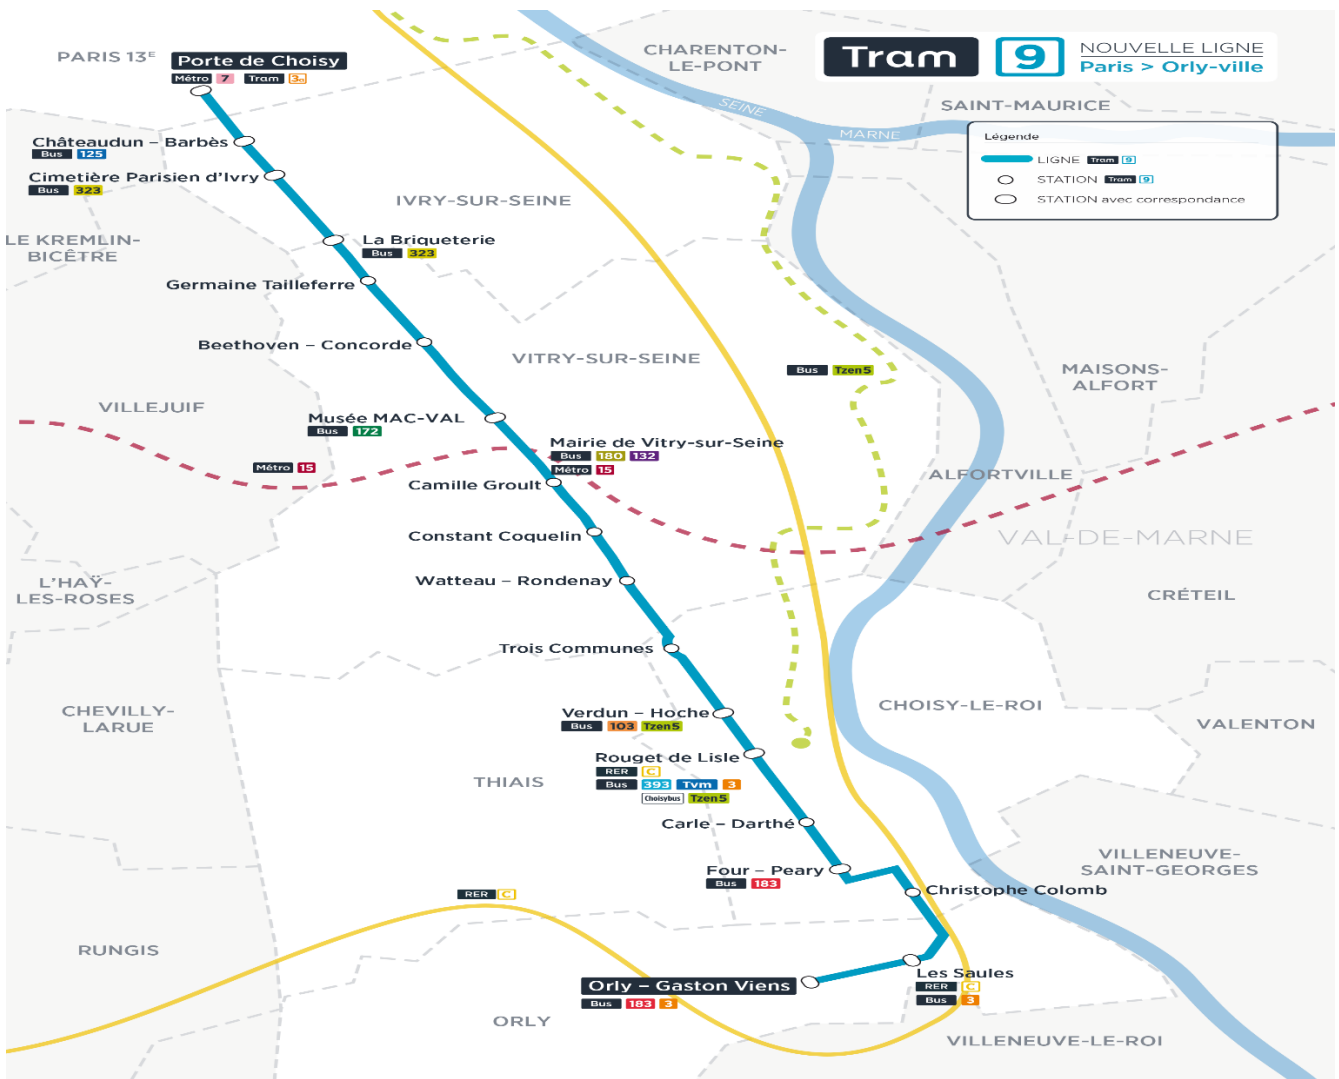 PARIS 13E
Porte de Choisy
Métro 7 Tram 3a
CHARENTON-
LE-PONT
Tram 9
NOUVELLE LIGNE
Paris > Orly-ville
SEINE
MARNE
SAINT-MAURICE
Légende
LIGNE Tram 9
STATION Tram 9
STATION avec correspondance
Châteaudun – Barbès
Bus 125
Cimetière Parisien d'Ivry
Bus 323
IVRY-SUR-SEINE
LE KREMLIN-
BICÊTRE
La Briqueterie
Bus 323
Germaine Tailleferre
Beethoven – Concorde
VITRY-SUR-SEINE
Bus Tzen5
MAISONS-
ALFORT
VILLEJUIF
Musée MAC-VAL
Bus 172
Mairie de Vitry-sur-Seine
Bus 180 132
Métro 15
Métro 15
Camille Groult
ALFORTVILLE
Constant Coquelin
VAL-DE-MARNE
L'HAŸ-
LES-ROSES
Watteau – Rondenay
CRÉTEIL
Trois Communes
CHEVILLY-
LARUE
Verdun – Hoche
Bus 103 Tzen5
CHOISY-LE-ROI
VALENTON
Rouget de Lisle
RER C
Bus 393 Tvm 3
Choisybus Tzen5
THIAIS
Carle – Darthé
Four – Peary
Bus 183
VILLENEUVE-
SAINT-GEORGES
Christophe Colomb
RER C
RUNGIS
Les Saules
RER C
Bus 3
Orly – Gaston Viens
Bus 183 3
ORLY
VILLENEUVE-LE-ROI